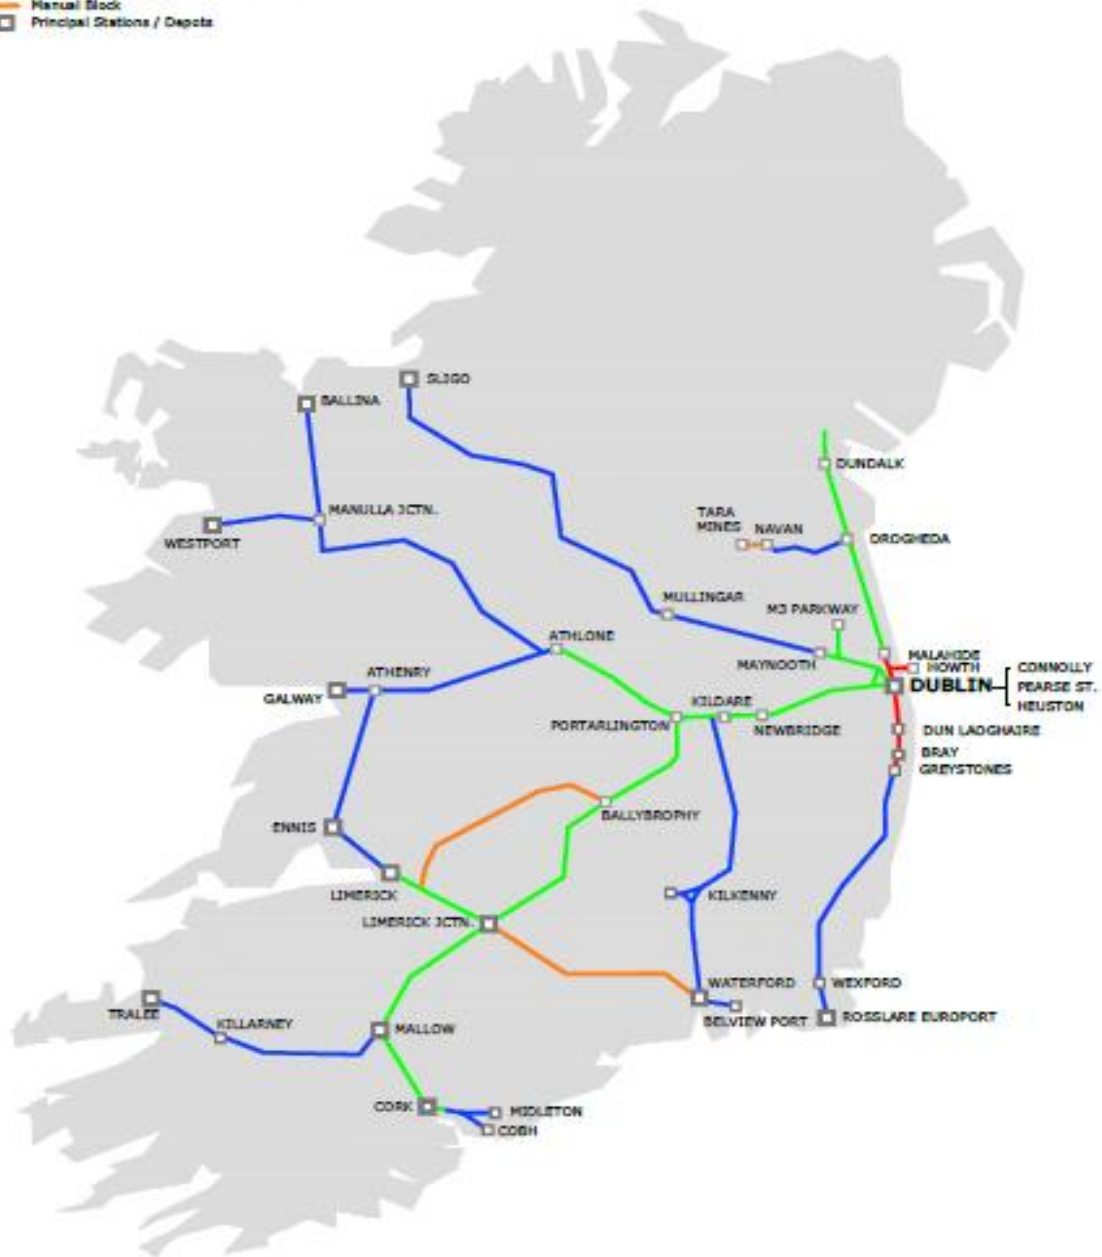 Manual Block
Principal Stations / Depots
SLIGO
BALLINA
DUNDALK
MANULLA JCTN.
TARA
MINES
NAVAN
WESTPORT
DROGHEDA
MULLINGAR
M3 PARKWAY
ATHLONE
MALAHIDE
MAYNOOTH
HOWTH
CONNOLLY
ATHENRY
DUBLIN
PEARSE ST.
GALWAY
KILDARE
HEUSTON
PORTARLINGTON
NEWBRIDGE
DUN LAOGHAIRE
BRAY
GREYSTONES
BALLYBROPHY
ENNIS
LIMERICK
KILKENNY
LIMERICK JCTN.
WATERFORD
WEXFORD
TRALEE
KILLARNEY
MALLOW
BELVIEW PORT
ROSSLARE EUROPORT
CORK
MIDLETON
COBH